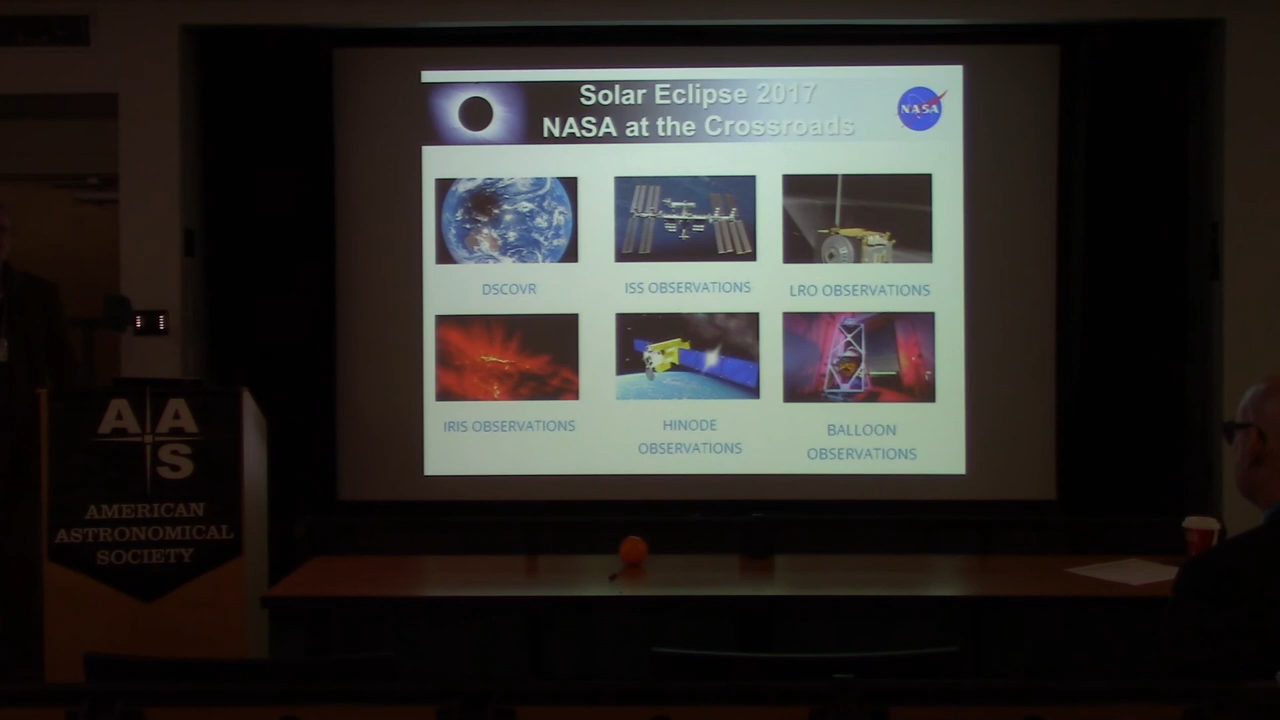 Solar Eclipse 2017
NASA at the Crossroads
NASA
DSCOVR
ISS OBSERVATIONS
LRO OBSERVATIONS
IRIS OBSERVATIONS
HINODE
OBSERVATIONS
BALLOON
OBSERVATIONS
A A
S
AMERICAN
ASTRONOMICAL
SOCIETY